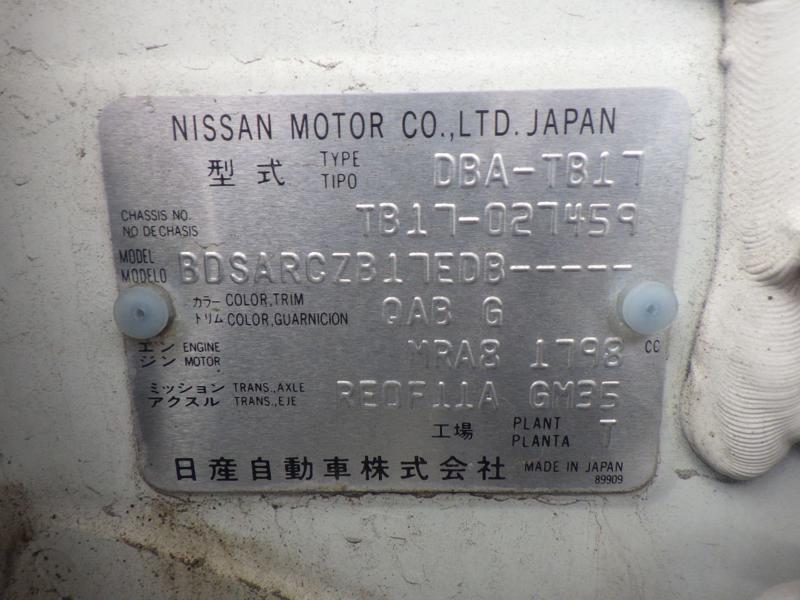 NISSAN MOTOR CO.,LTD. JAPAN
型式 TYPE TIPO DBA-TB17
CHASSIS NO. NO DE CHASIS TB17-027459
MODEL MODELO BDSARCZB17EDB-----
カラー COLOR,TRIM トリム COLOR,GUARNICION QAB G
エンジン ENGINE MOTOR MRA8 1798 CC
ミッション TRANS.,AXLE アクスル TRANS.,EJE RE0F11A GM35
工場 PLANT PLANTA T
日産自動車株式会社 MADE IN JAPAN
89909